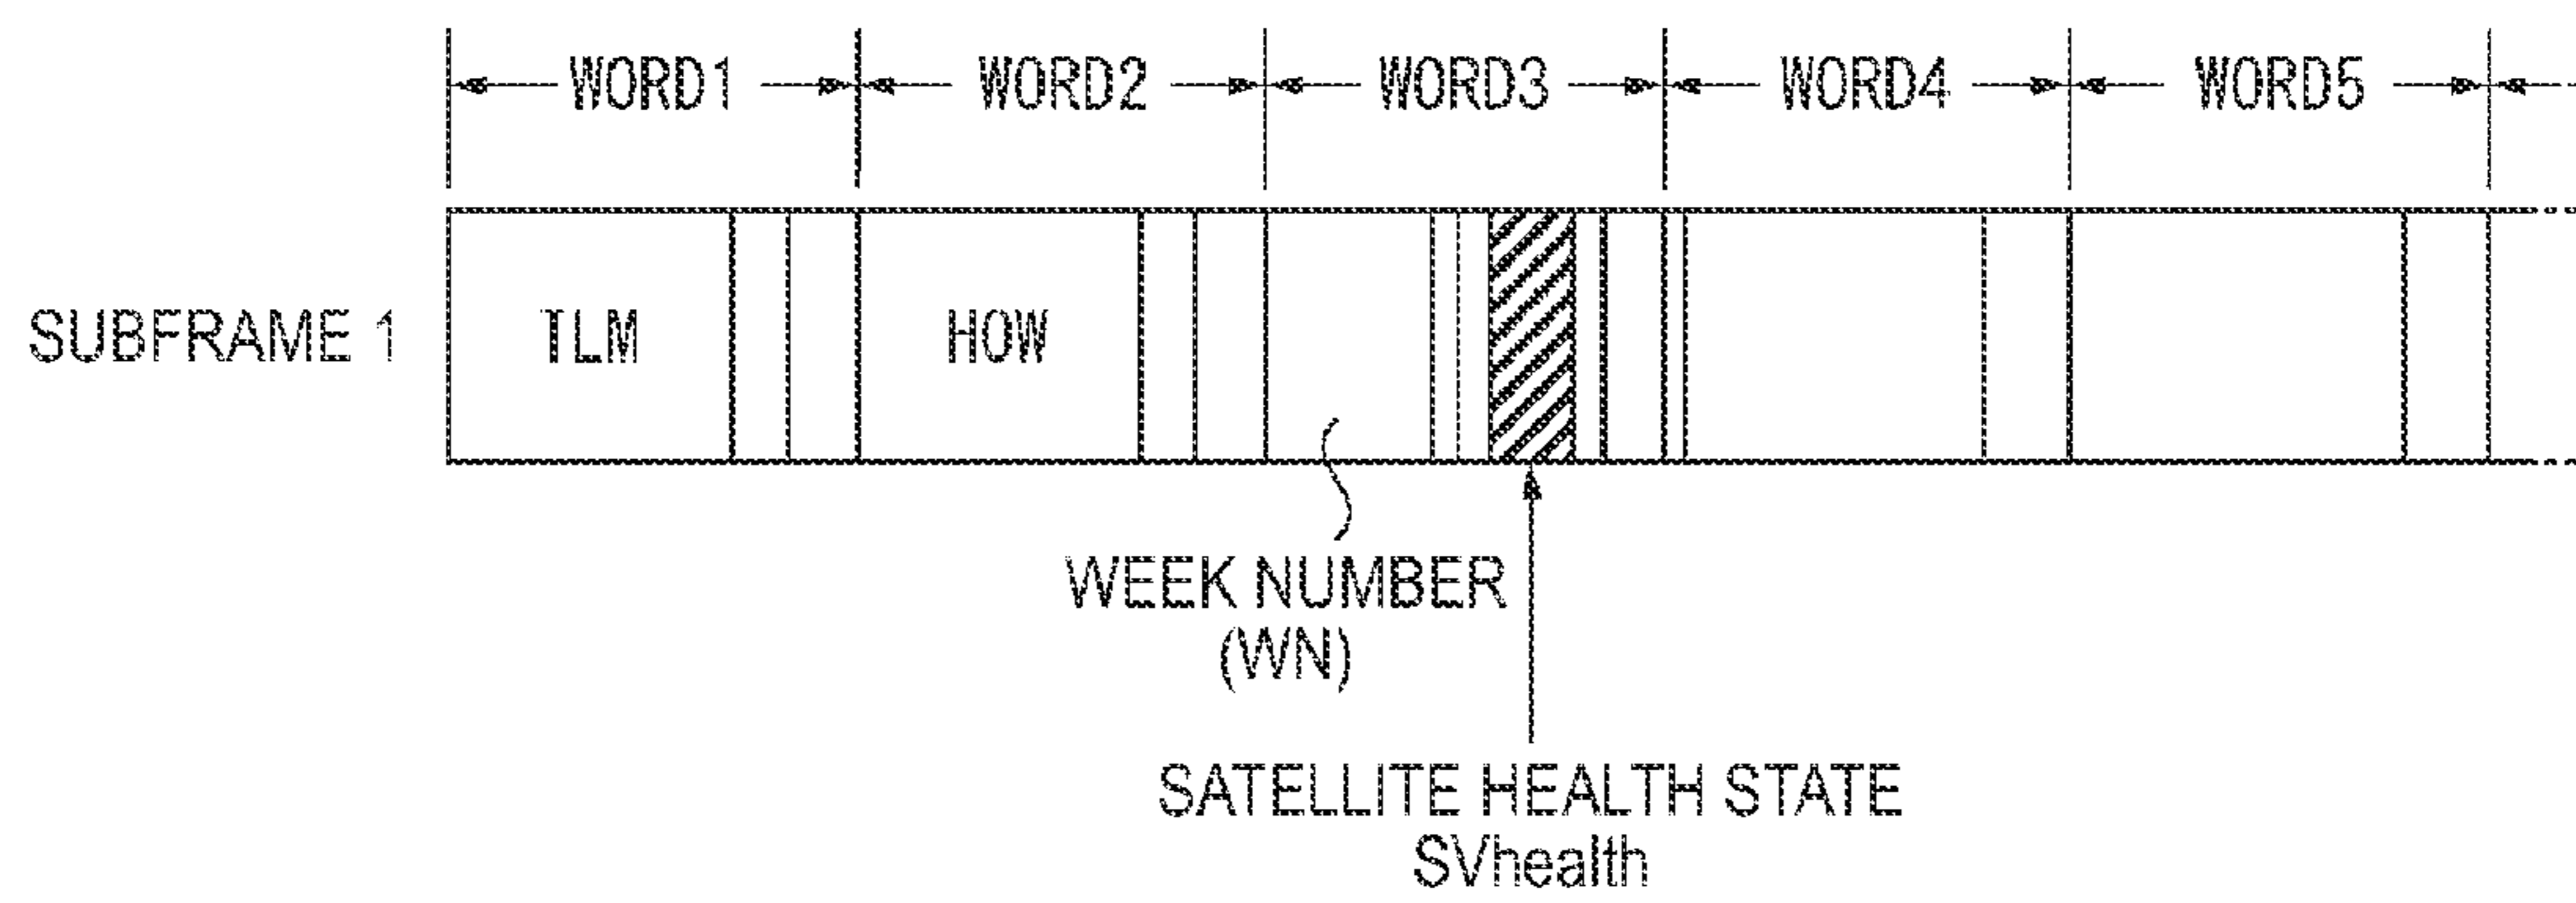 WORD1 WORD2 WORD3 WORD4 WORD5
SUBFRAME 1 TLM HOW
WEEK NUMBER
(WN)
SATELLITE HEALTH STATE
SVhealth